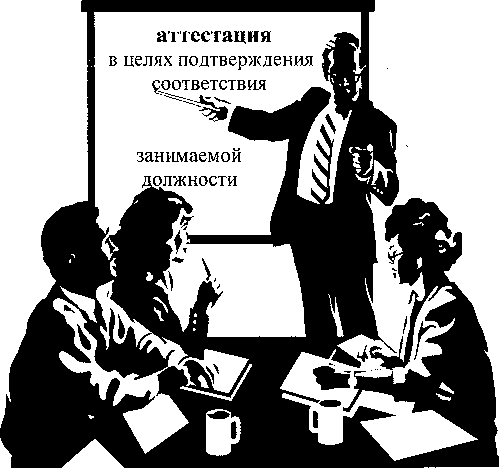 аттестация
в целях подтверждения
соответствия
занимаемой
должности